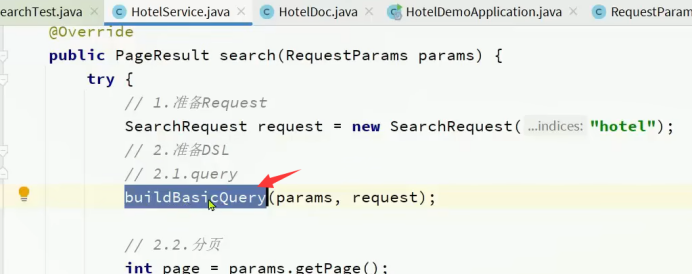 earchTest.java × HotelService.java × HotelDoc.java × HotelDemoApplication.java × RequestParam
@Override
public PageResult search(RequestParams params) {
try {
// 1.准备Request
SearchRequest request = new SearchRequest( ...indices: "hotel");
// 2.准备DSL
// 2.1.query
buildBasicQuery(params, request);
// 2.2.分页
int page = params.getPage();